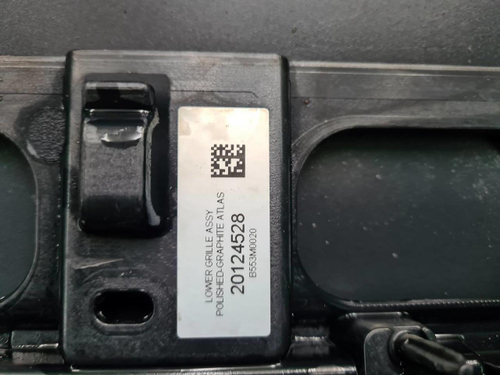 LOWER GRILLE ASSY
POLISHED-GRAPHITE ATLAS
20124528
B553M0020